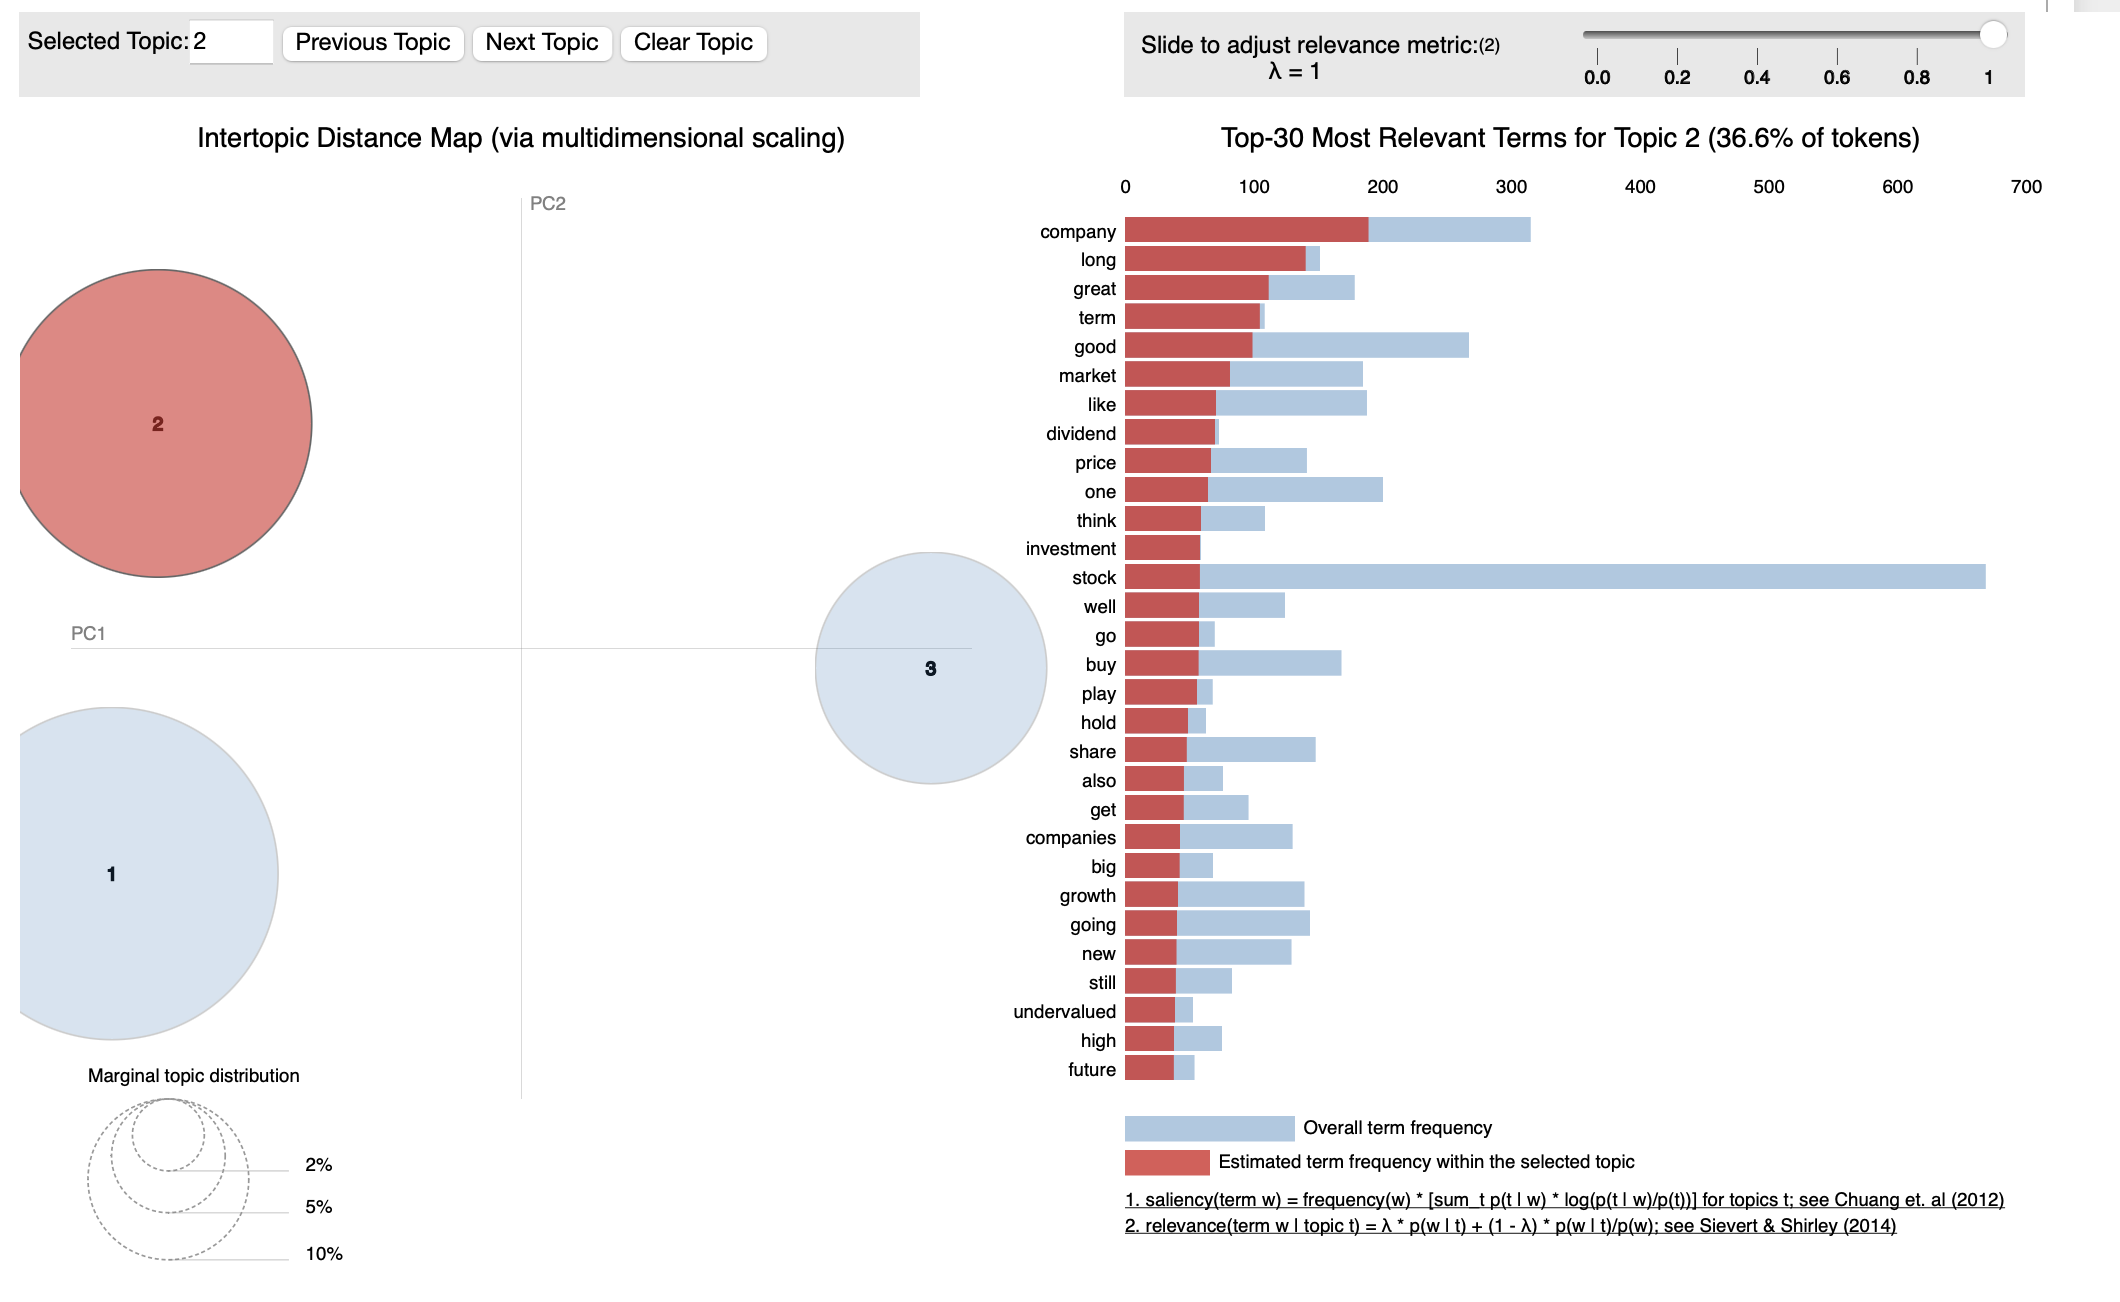 Selected Topic: 2 Previous Topic Next Topic Clear Topic
Slide to adjust relevance metric:(2)
λ = 1
0.0 0.2 0.4 0.6 0.8 1
Intertopic Distance Map (via multidimensional scaling)
PC2
2
PC1
3
1
Marginal topic distribution
2%
5%
10%
Top-30 Most Relevant Terms for Topic 2 (36.6% of tokens)
0 100 200 300 400 500 600 700
company
long
great
term
good
market
like
dividend
price
one
think
investment
stock
well
go
buy
play
hold
share
also
get
companies
big
growth
going
new
still
undervalued
high
future
Overall term frequency
Estimated term frequency within the selected topic
1. saliency(term w) = frequency(w) * [sum_t p(t | w) * log(p(t | w)/p(t))] for topics t; see Chuang et. al (2012)
2. relevance(term w | topic t) = λ * p(w | t) + (1 - λ) * p(w | t)/p(w); see Sievert & Shirley (2014)